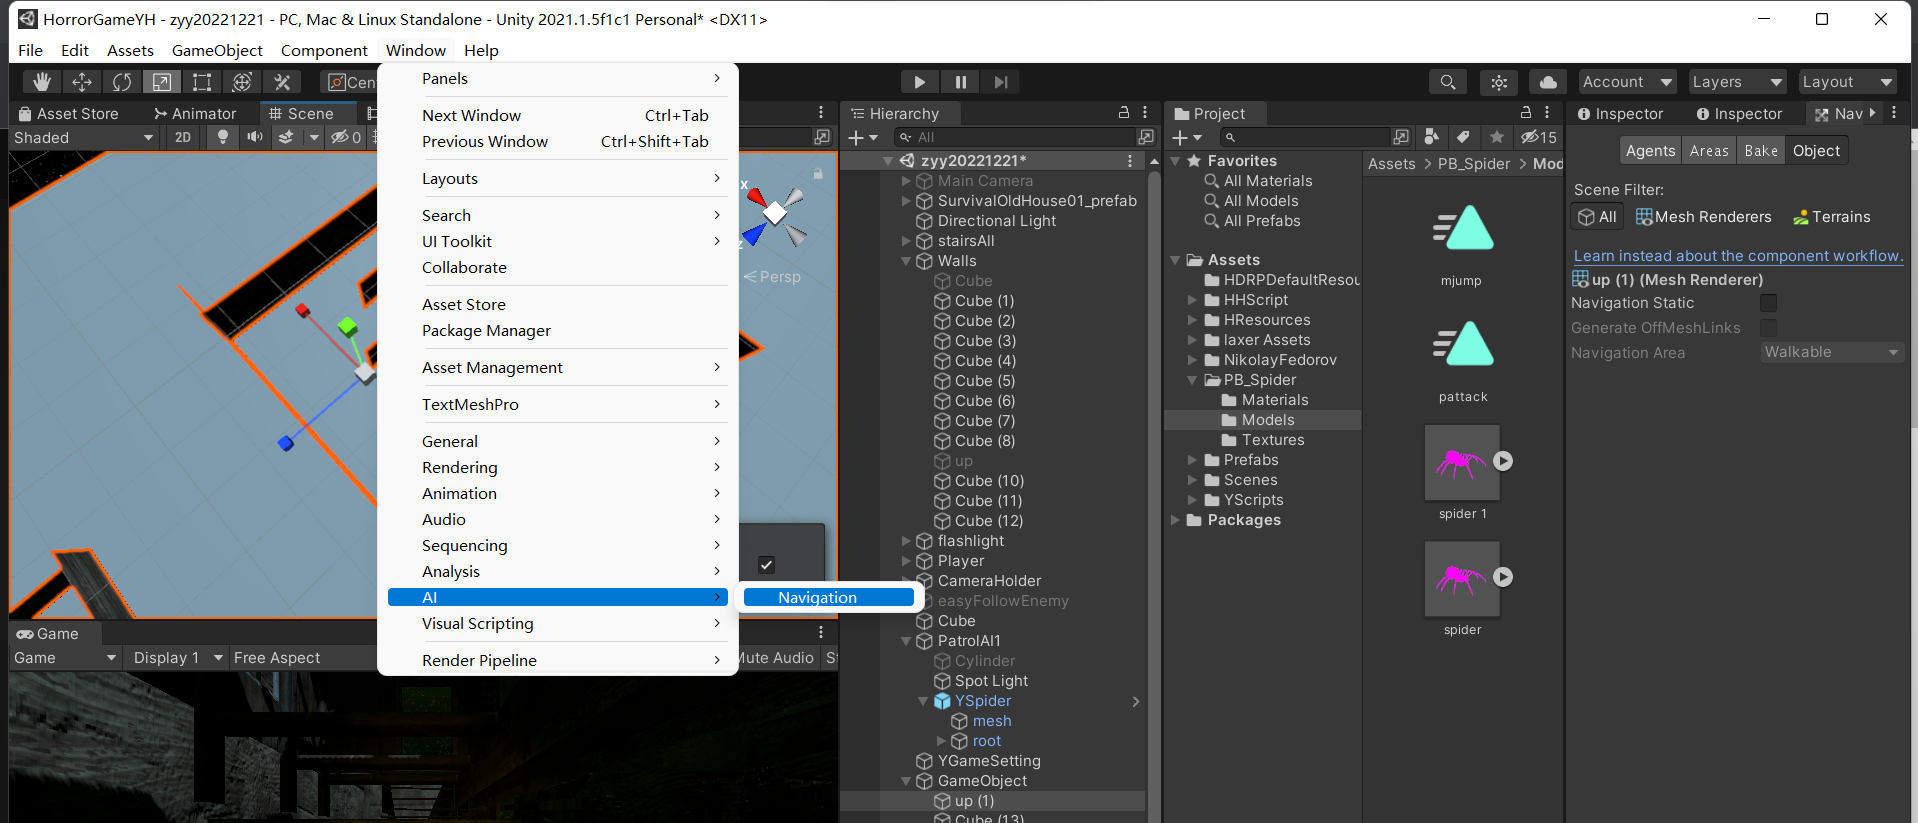 HorrorGameYH - zyy20221221 - PC, Mac & Linux Standalone - Unity 2021.1.5f1c1 Personal* <DX11>
File Edit Assets GameObject Component Window Help
Cent
Account Layers Layout
Asset Store Animator Scene
Shaded 2D 0
Panels
Next Window Ctrl+Tab
Previous Window Ctrl+Shift+Tab
Layouts
Search
UI Toolkit
Collaborate
Asset Store
Package Manager
Asset Management
TextMeshPro
General
Rendering
Animation
Audio
Sequencing
Analysis
AI
Navigation
Visual Scripting
Render Pipeline
x
z
Persp
Game
Game Display 1 Free Aspect Mute Audio St
Hierarchy
All
zyy20221221*
Main Camera
SurvivalOldHouse01_prefab
Directional Light
stairsAll
Walls
Cube
Cube (1)
Cube (2)
Cube (3)
Cube (4)
Cube (5)
Cube (6)
Cube (7)
Cube (8)
up
Cube (10)
Cube (11)
Cube (12)
flashlight
Player
CameraHolder
easyFollowEnemy
Cube
PatrolAI1
Cylinder
Spot Light
YSpider
mesh
root
YGameSetting
GameObject
up (1)
Cube (13)
Project
15
Favorites
All Materials
All Models
All Prefabs
Assets
HDRPDefaultResou
HHScript
HResources
laxer Assets
NikolayFedorov
PB_Spider
Materials
Models
Textures
Prefabs
Scenes
YScripts
Packages
Assets > PB_Spider > Mod
mjump
pattack
spider 1
spider
Inspector Inspector Nav
Agents Areas Bake Object
Scene Filter:
All Mesh Renderers Terrains
Learn instead about the component workflow.
up (1) (Mesh Renderer)
Navigation Static
Generate OffMeshLinks
Navigation Area Walkable